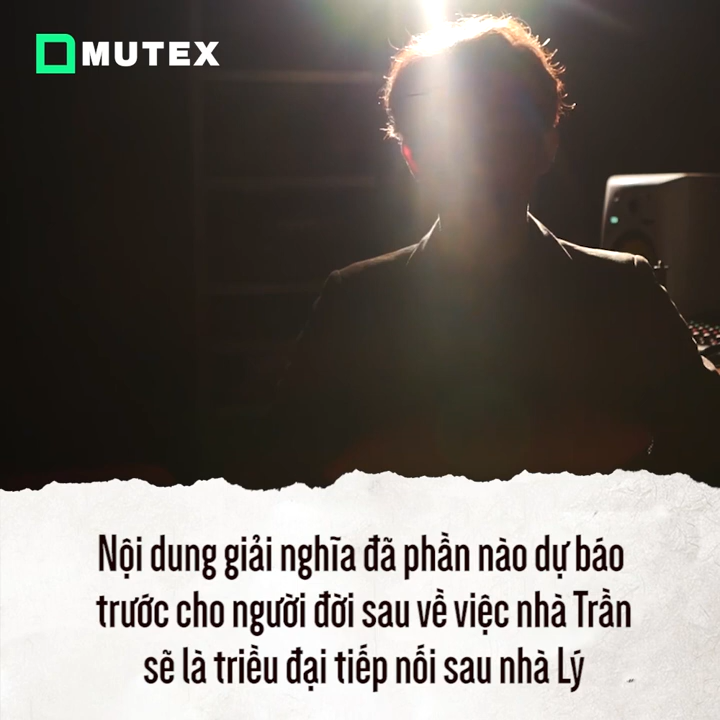 MUTEX
Nội dung giải nghĩa đã phần nào dự báo
trước cho người đời sau về việc nhà Trần
sẽ là triều đại tiếp nối sau nhà Lý